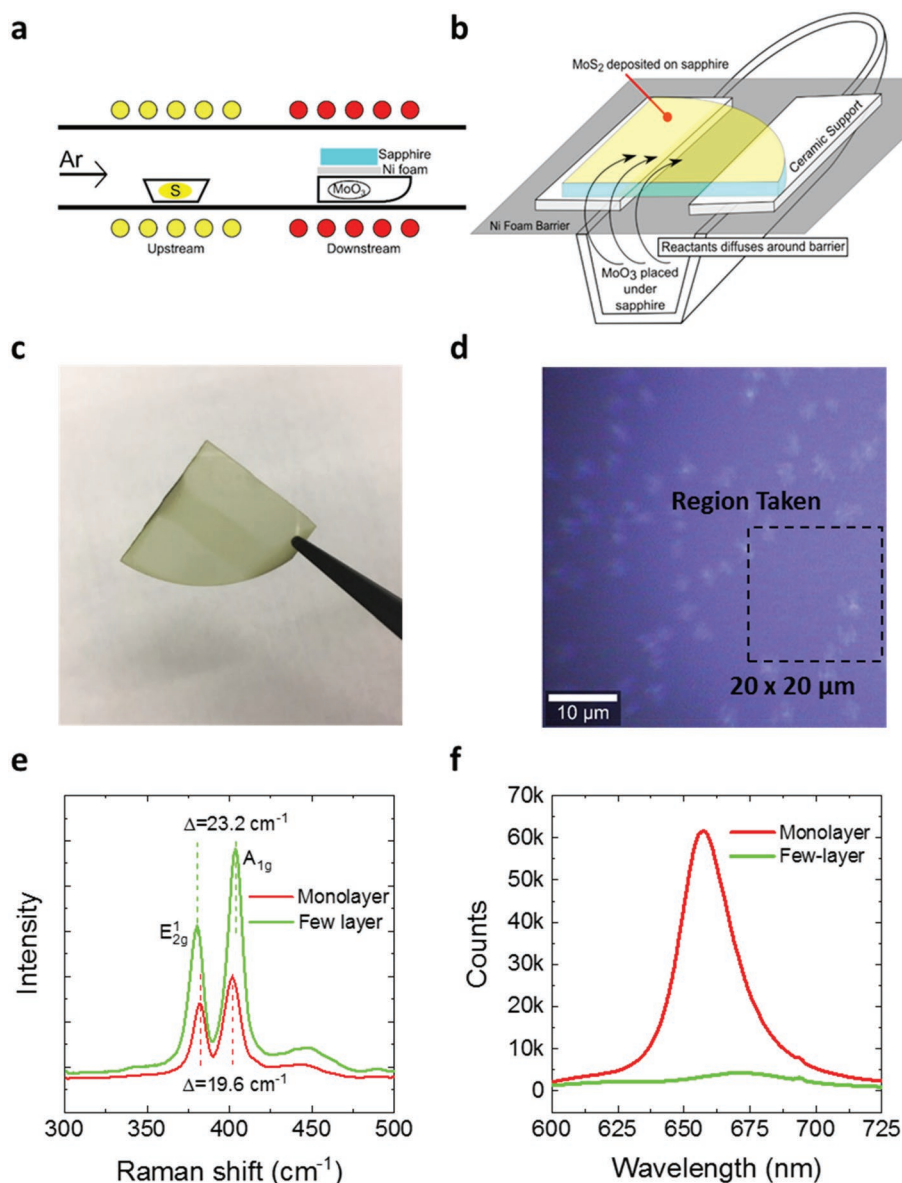 a
Ar
S
Sapphire
Ni foam
MoO₃
Upstream
Downstream
b
MoS₂ deposited on sapphire
Ceramic Support
Ni Foam Barrier
Reactants diffuses around barrier
MoO₃ placed
under
sapphire
c
d
Region Taken
20 x 20 µm
10 µm
e
Δ=23.2 cm⁻¹
A₁g
Monolayer
Few layer
E¹₂g
Δ=19.6 cm⁻¹
Intensity
300 350 400 450 500
Raman shift (cm⁻¹)
f
70k
60k
50k
40k
30k
20k
10k
0
Monolayer
Few-layer
Counts
600 625 650 675 700 725
Wavelength (nm)